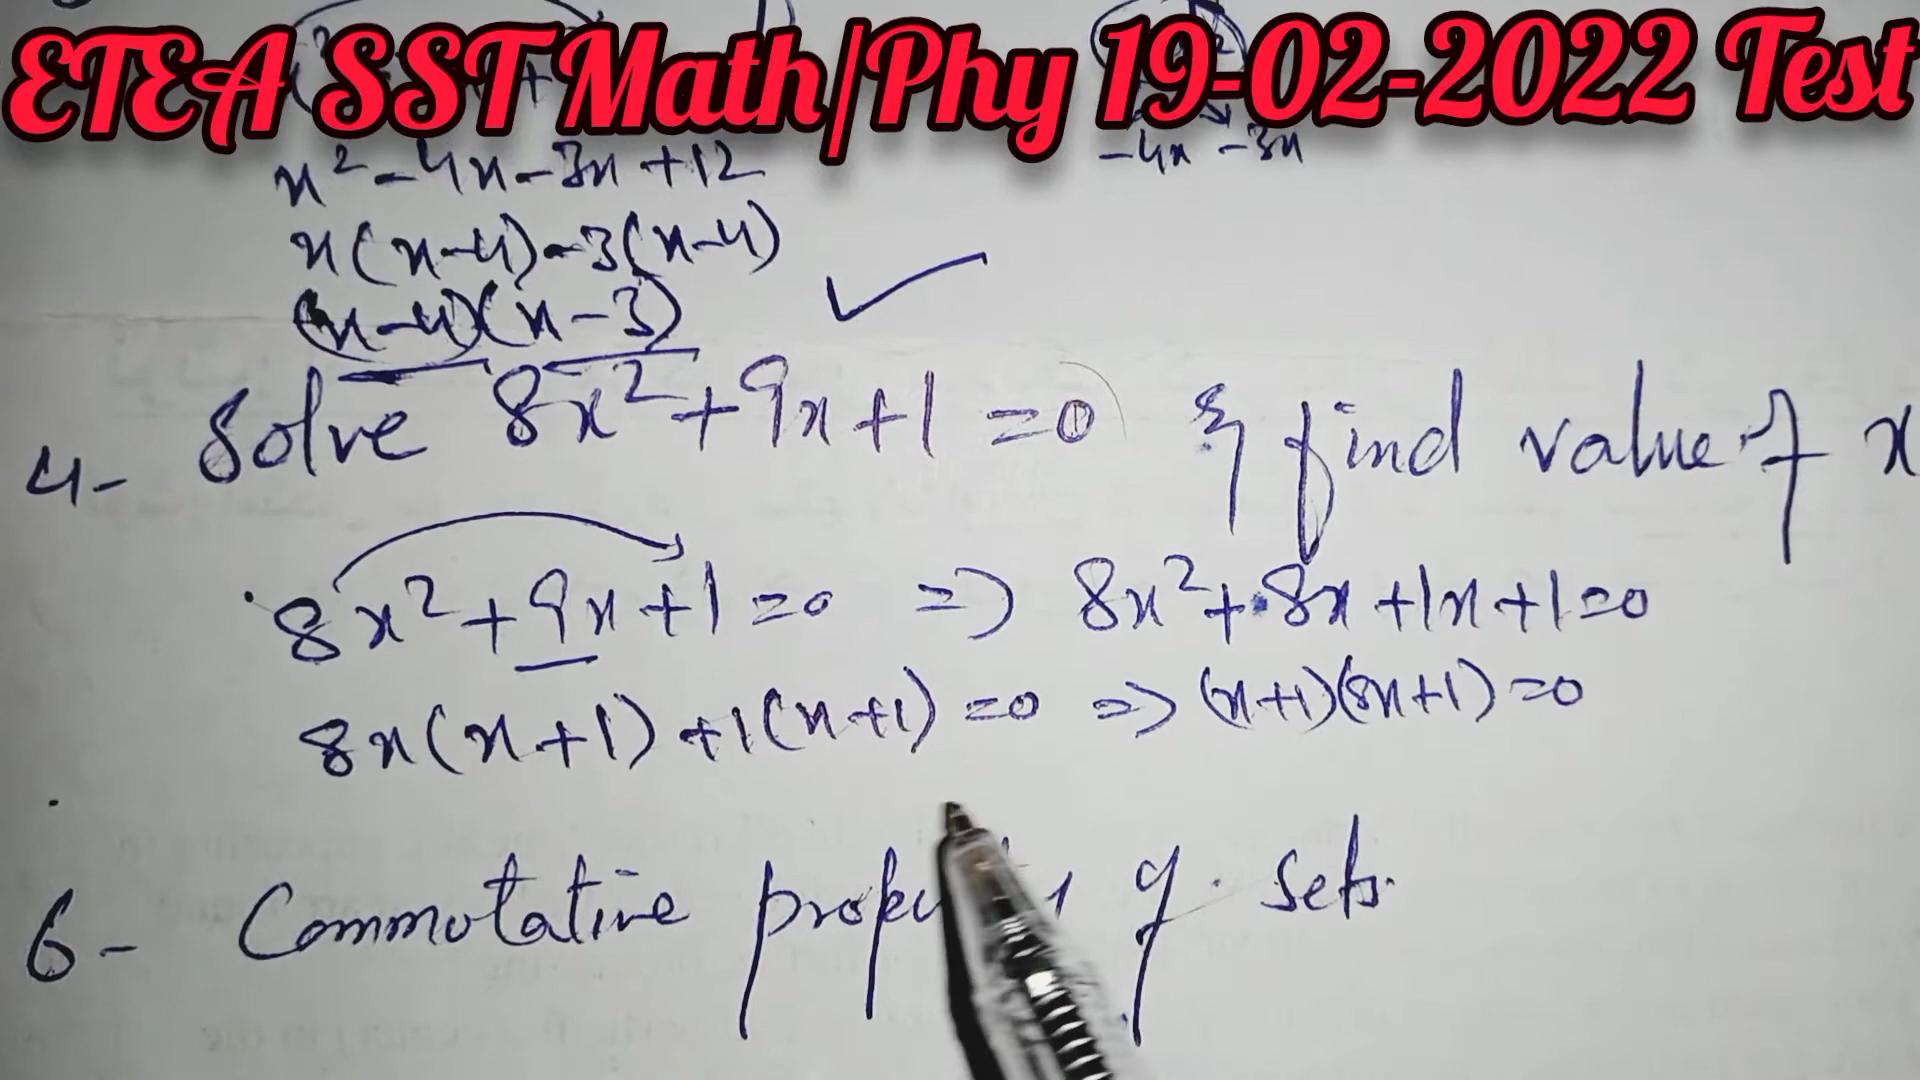 ETEA SST Math/Phy 19-02-2022 Test
-4x -3x
x² -4x -3x +12
x(x-4)-3(x-4)
(x-4)(x-3) ✓
4- Solve 8x²+9x+1=0 & find value of x
8x²+9x+1=0 => 8x²+8x+1x+1=0
8x(x+1)+1(x+1)=0 => (x+1)(8x+1)=0
6- Commutative of sets.